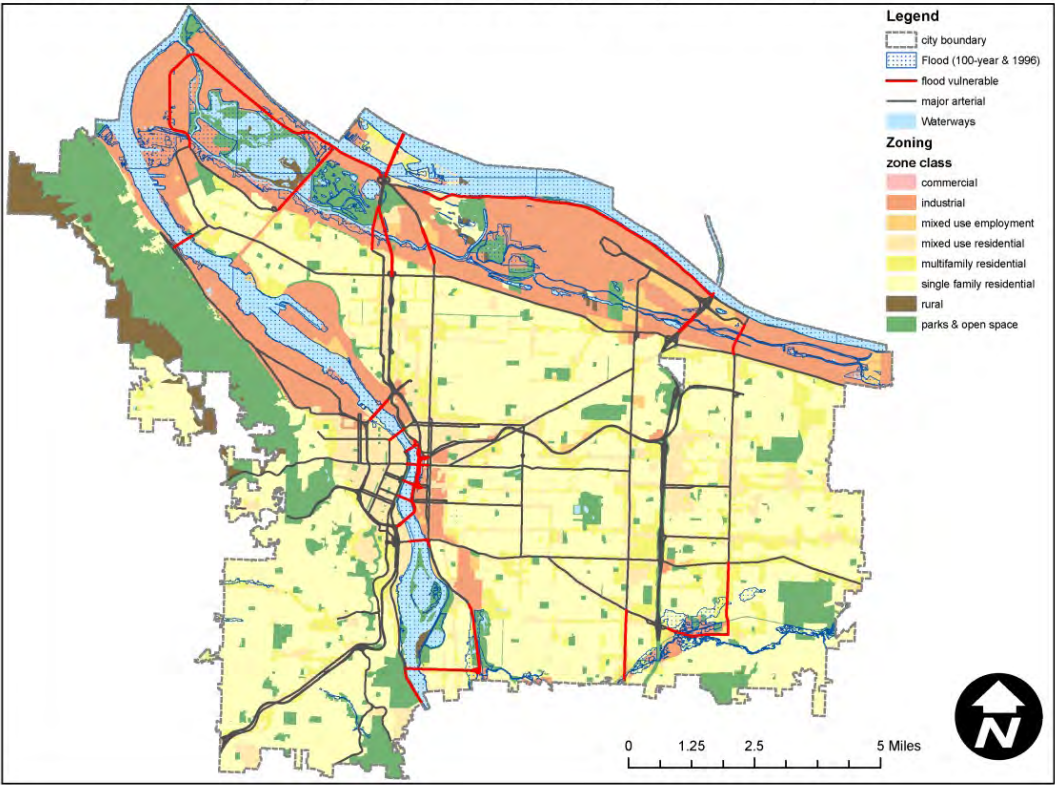 Legend
city boundary
Flood (100-year & 1996)
flood vulnerable
major arterial
Waterways
Zoning
zone class
commercial
industrial
mixed use employment
mixed use residential
multifamily residential
single family residential
rural
parks & open space
0 1.25 2.5 5 Miles
N